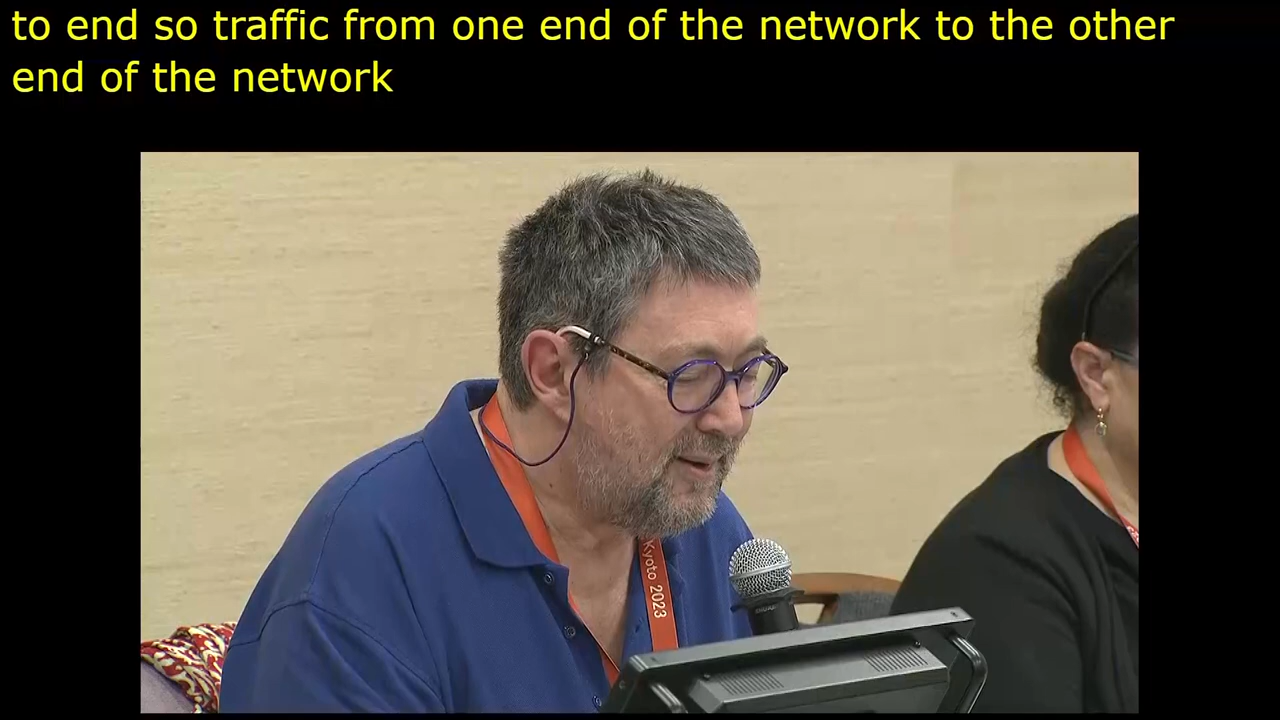 to end so traffic from one end of the network to the other
end of the network
Kyoto 2023